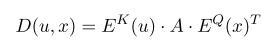 D(u, x) = E^K(u) · A · E^Q(x)^T